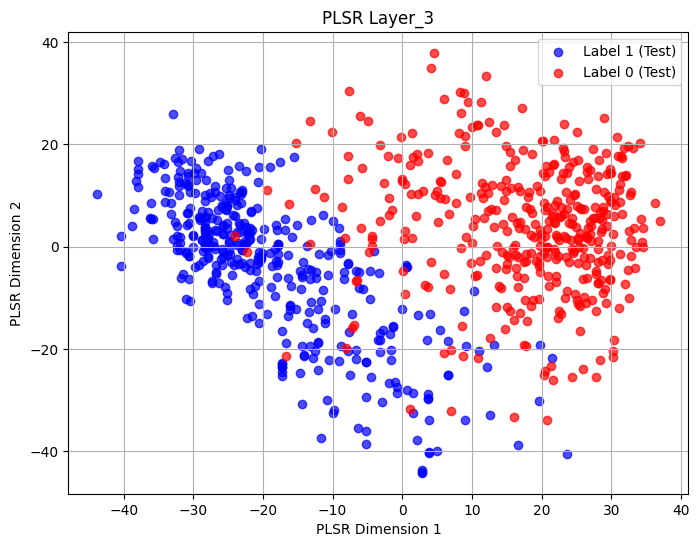 PLSR Layer_3
Label 1 (Test)
Label 0 (Test)
40
20
0
−20
−40
PLSR Dimension 2
−40
−30
−20
−10
0
10
20
30
40
PLSR Dimension 1